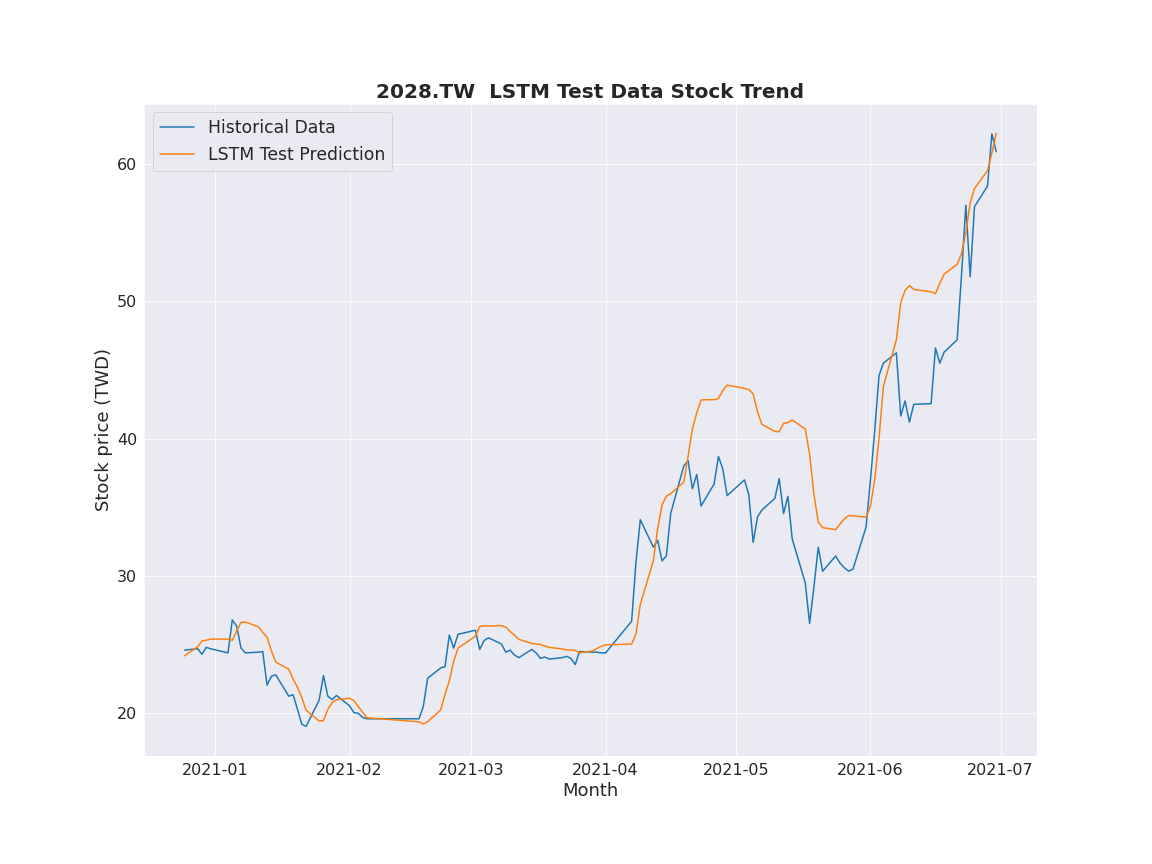 2028.TW  LSTM Test Data Stock Trend
Historical Data
LSTM Test Prediction
60
50
40
30
20
Stock price (TWD)
2021-01 2021-02 2021-03 2021-04 2021-05 2021-06 2021-07
Month